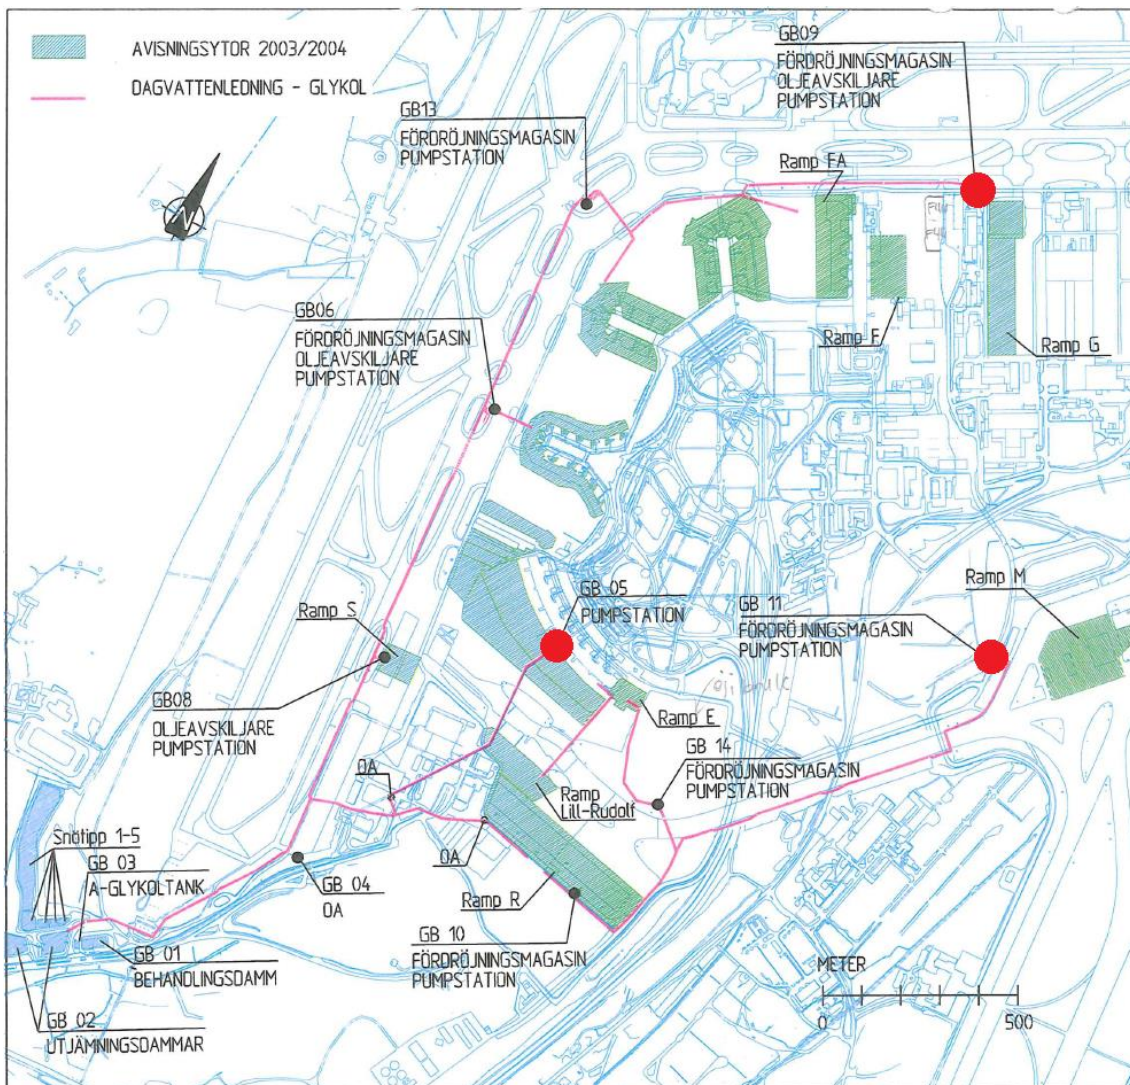 AVISNINGSYTOR 2003/2004
DAGVATTENLEDNING - GLYKOL
GB09
FÖRDRÖJNINGSMAGASIN
OLJEAVSKILJARE
PUMPSTATION
GB13
FÖRDRÖJNINGSMAGASIN
PUMPSTATION
Ramp FA
N
GB06
FÖRDRÖJNINGSMAGASIN
OLJEAVSKILJARE
PUMPSTATION
Ramp F
Ramp G
Ramp M
GB 05
PUMPSTATION
GB 11
FÖRDRÖJNINGSMAGASIN
PUMPSTATION
Ramp S
GB08
OLJEAVSKILJARE
PUMPSTATION
Ramp E
GB 14
FÖRDRÖJNINGSMAGASIN
PUMPSTATION
OA
Ramp
Lill-Rudolf
Snötipp 1-5
GB 03
A-GLYKOLTANK
OA
GB 04
OA
Ramp R
GB 10
FÖRDRÖJNINGSMAGASIN
PUMPSTATION
GB 01
BEHANDLINGSDAMM
METER
0
500
GB 02
UTJÄMNINGSDAMMAR